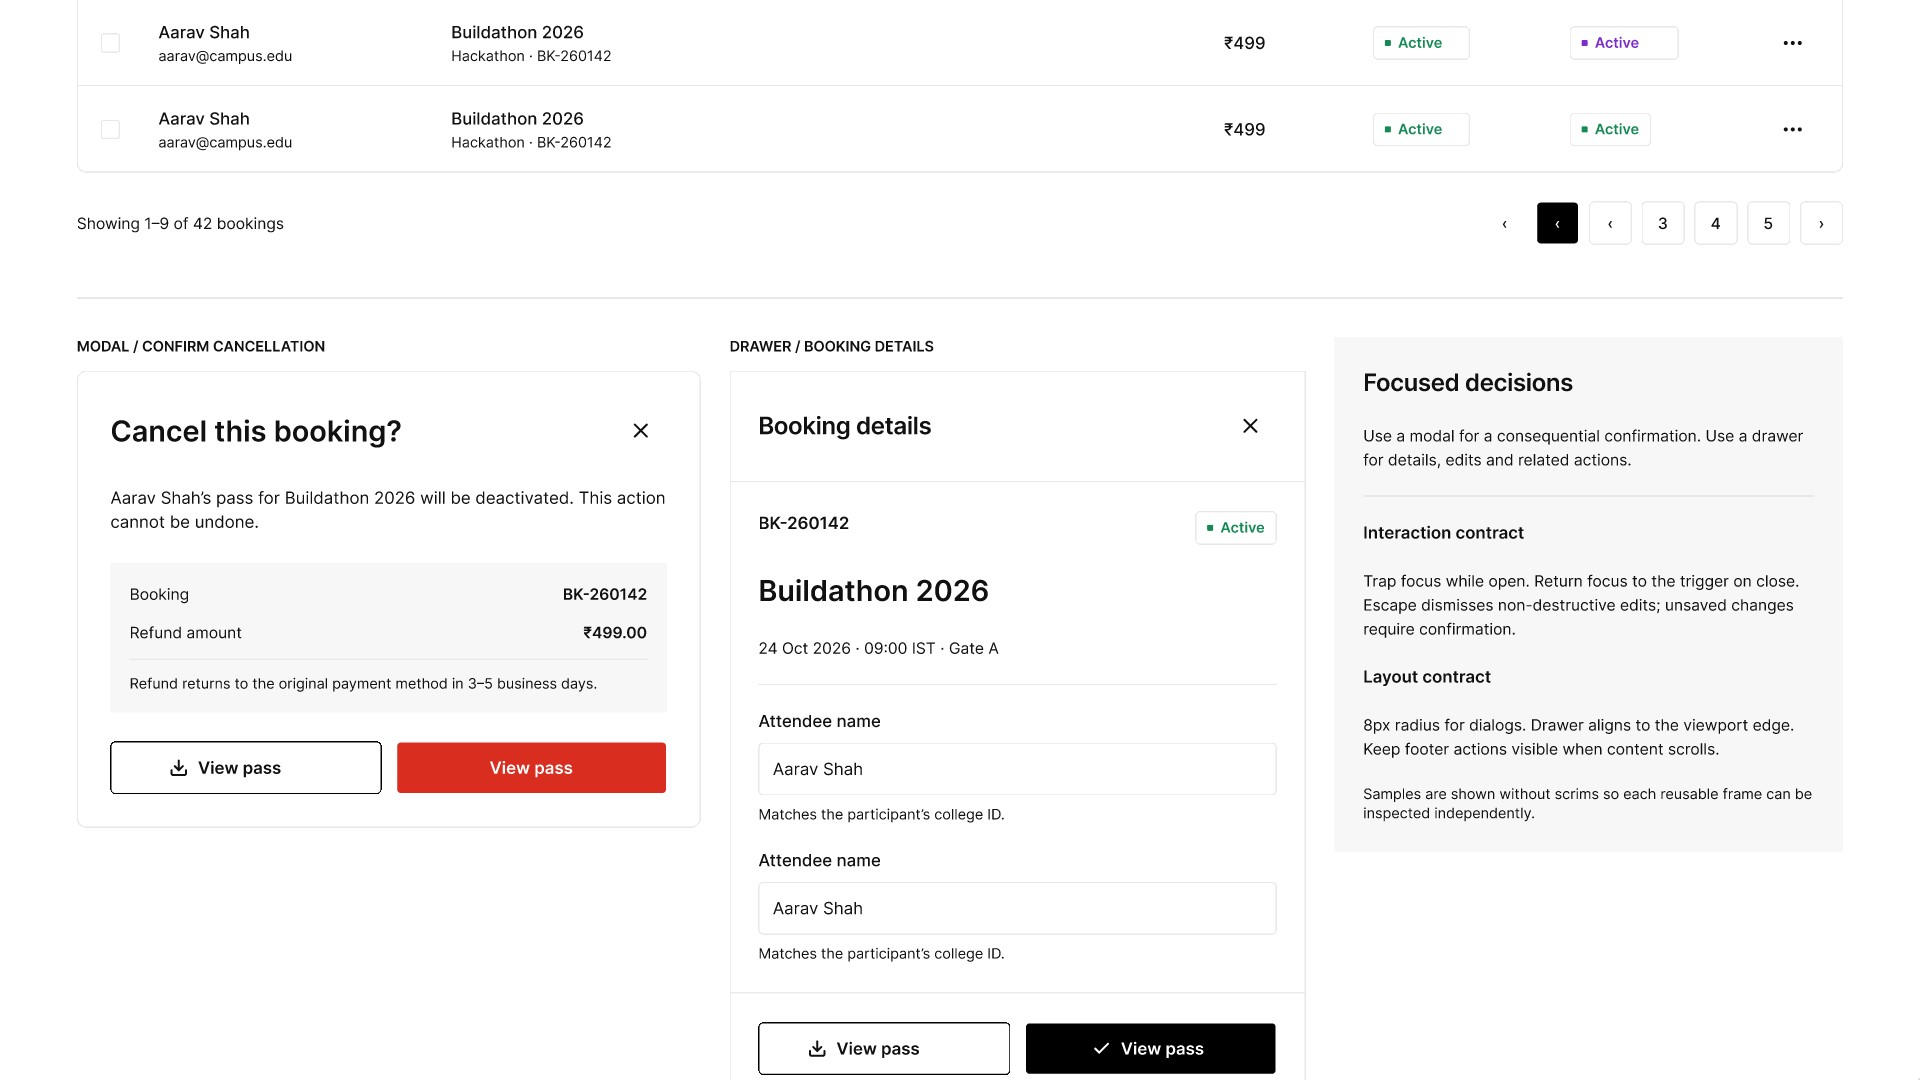 Aarav Shah
aarav@campus.edu
Buildathon 2026
Hackathon · BK-260142
₹499
Active
Active
Aarav Shah
aarav@campus.edu
Buildathon 2026
Hackathon · BK-260142
₹499
Active
Active
Showing 1–9 of 42 bookings
‹ ‹ ‹ 3 4 5 ›
MODAL / CONFIRM CANCELLATION
Cancel this booking?
Aarav Shah’s pass for Buildathon 2026 will be deactivated. This action
cannot be undone.
Booking BK-260142
Refund amount ₹499.00
Refund returns to the original payment method in 3–5 business days.
View pass
View pass
DRAWER / BOOKING DETAILS
Booking details
BK-260142
Active
Buildathon 2026
24 Oct 2026 · 09:00 IST · Gate A
Attendee name
Aarav Shah
Matches the participant’s college ID.
Attendee name
Aarav Shah
Matches the participant’s college ID.
View pass
View pass
Focused decisions
Use a modal for a consequential confirmation. Use a drawer
for details, edits and related actions.
Interaction contract
Trap focus while open. Return focus to the trigger on close.
Escape dismisses non-destructive edits; unsaved changes
require confirmation.
Layout contract
8px radius for dialogs. Drawer aligns to the viewport edge.
Keep footer actions visible when content scrolls.
Samples are shown without scrims so each reusable frame can be
inspected independently.